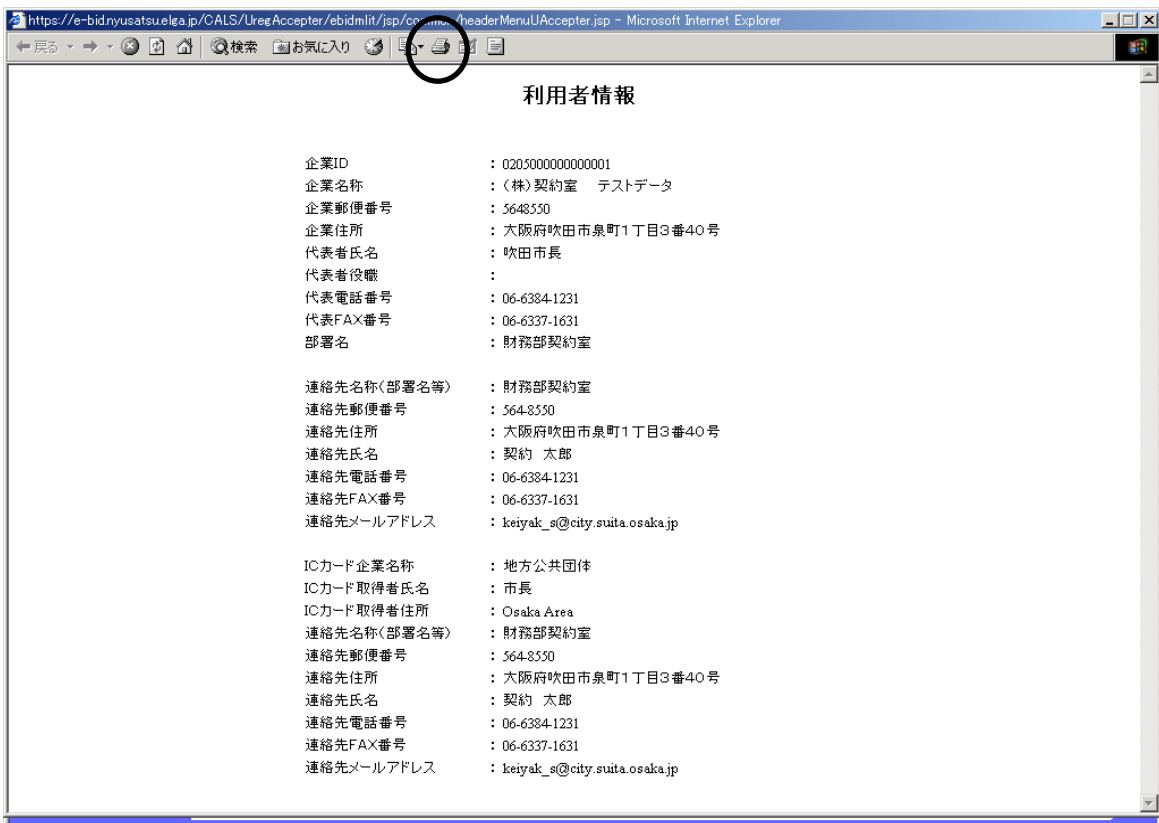 https://e-bid.nyusatsu.elga.jp/CALS/UregAccepter/ebidmlit/jsp/common/headerMenuUAccepter.jsp - Microsoft Internet Explorer
戻る 検索 お気に入り
利用者情報
企業ID : 0205000000000001
企業名称 : (株)契約室 テストデータ
企業郵便番号 : 5648550
企業住所 : 大阪府吹田市泉町1丁目3番40号
代表者氏名 : 吹田市長
代表者役職 :
代表電話番号 : 06-6384-1231
代表FAX番号 : 06-6337-1631
部署名 : 財務部契約室
連絡先名称(部署名等) : 財務部契約室
連絡先郵便番号 : 564-8550
連絡先住所 : 大阪府吹田市泉町1丁目3番40号
連絡先氏名 : 契約 太郎
連絡先電話番号 : 06-6384-1231
連絡先FAX番号 : 06-6337-1631
連絡先メールアドレス : keiyak_s@city.suita.osaka.jp
ICカード企業名称 : 地方公共団体
ICカード取得者氏名 : 市長
ICカード取得者住所 : Osaka Area
連絡先名称(部署名等) : 財務部契約室
連絡先郵便番号 : 564-8550
連絡先住所 : 大阪府吹田市泉町1丁目3番40号
連絡先氏名 : 契約 太郎
連絡先電話番号 : 06-6384-1231
連絡先FAX番号 : 06-6337-1631
連絡先メールアドレス : keiyak_s@city.suita.osaka.jp